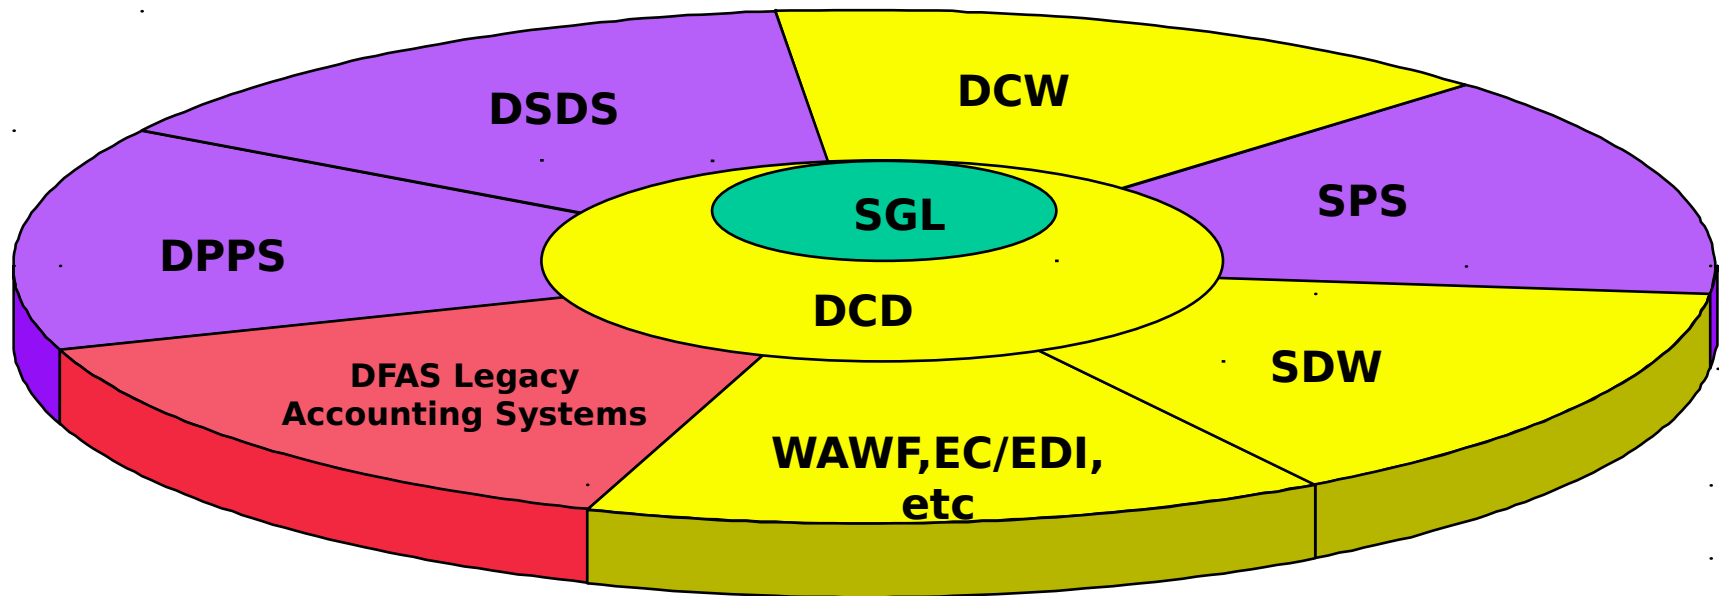 DCW
DSDS
SPS
SGL
DPPS
DCD
SDW
DFAS Legacy
Accounting Systems
WAWF,EC/EDI,
etc